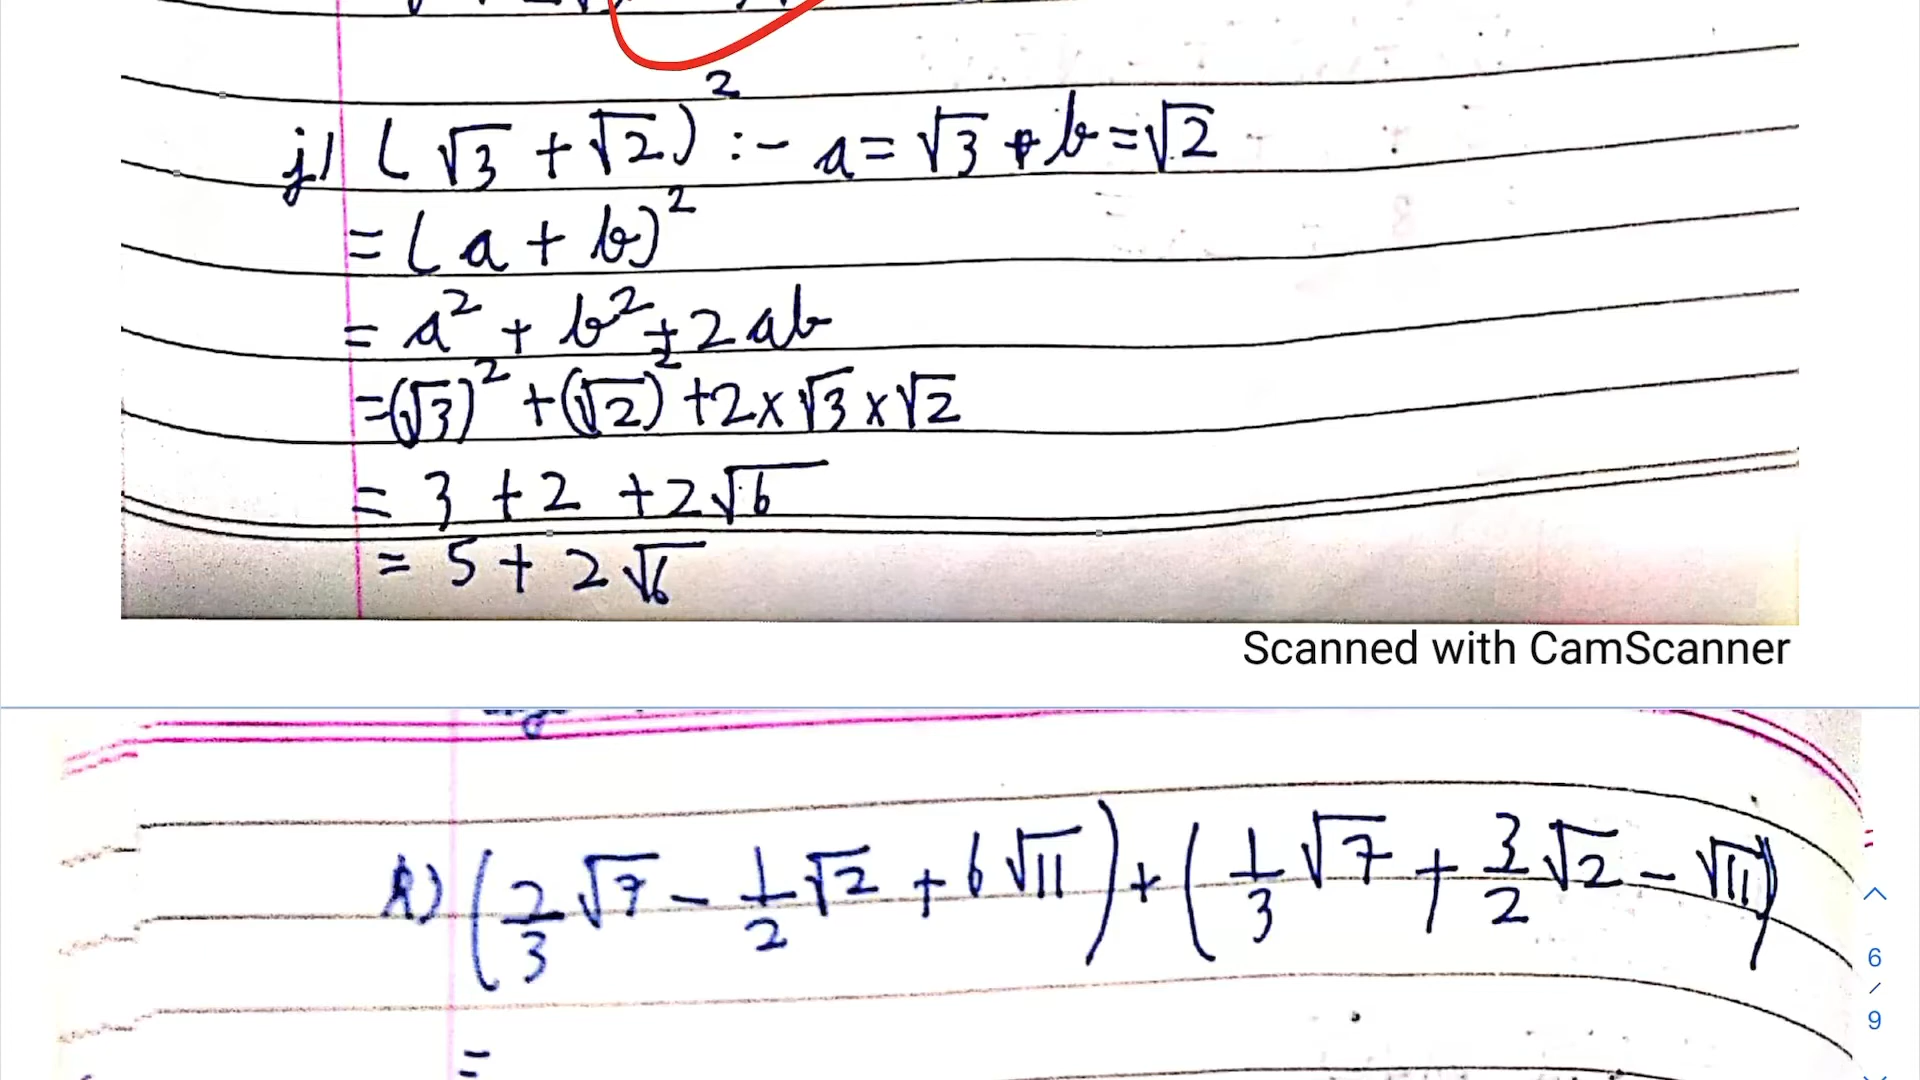 j) (√3 + √2)² :- a = √3 + b = √2
= (a + b)²
= a² + b² + 2ab
= (√3)² + (√2)² + 2 × √3 × √2
= 3 + 2 + 2√6
= 5 + 2√6
Scanned with CamScanner
k) (2/3 √7 - 1/2 √2 + 6√11) + (1/3 √7 + 3/2 √2 - √11)
=
6
/
9